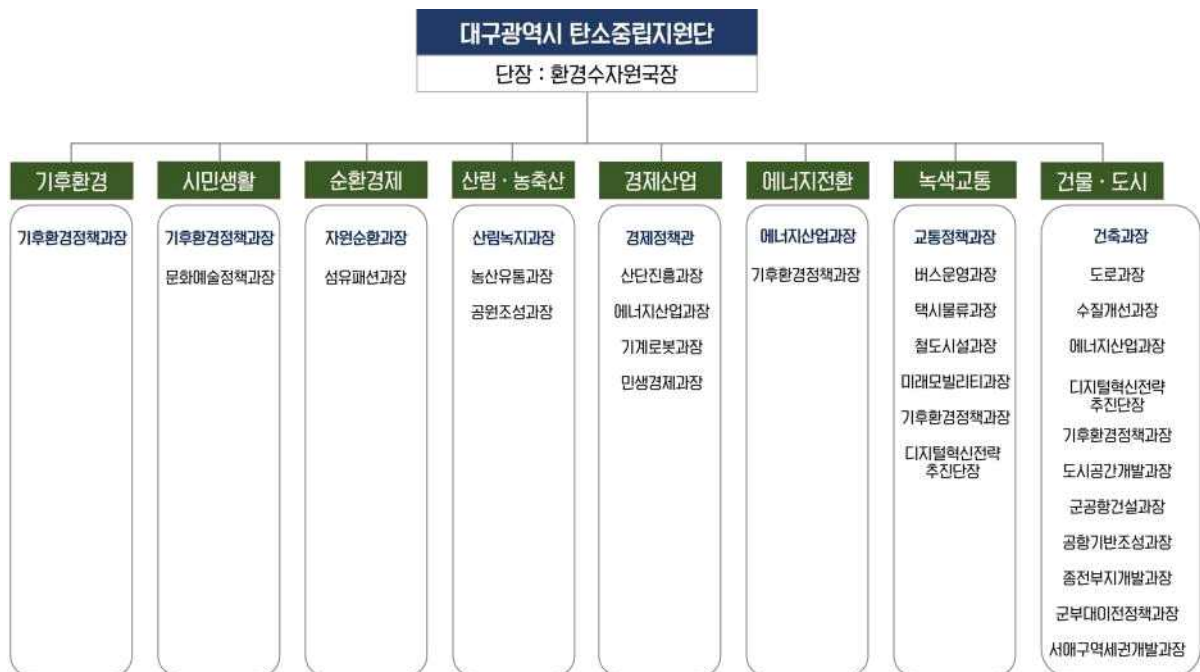 대구광역시 탄소중립지원단
단장 : 환경수자원국장
기후환경
기후환경정책과장
시민생활
기후환경정책과장
문화예술정책과장
순환경제
자원순환과장
섬유패션과장
산림 · 농축산
산림녹지과장
농산유통과장
공원조성과장
경제산업
경제정책관
산단진흥과장
에너지산업과장
기계로봇과장
민생경제과장
에너지전환
에너지산업과장
기후환경정책과장
녹색교통
교통정책과장
버스운영과장
택시물류과장
철도시설과장
미래모빌리티과장
기후환경정책과장
디지털혁신전략
추진단장
건물 · 도시
건축과장
도로과장
수질개선과장
에너지산업과장
디지털혁신전략
추진단장
기후환경정책과장
도시공간개발과장
군공항건설과장
공항기반조성과장
종전부지개발과장
군부대이전정책과장
서대구역세권개발과장